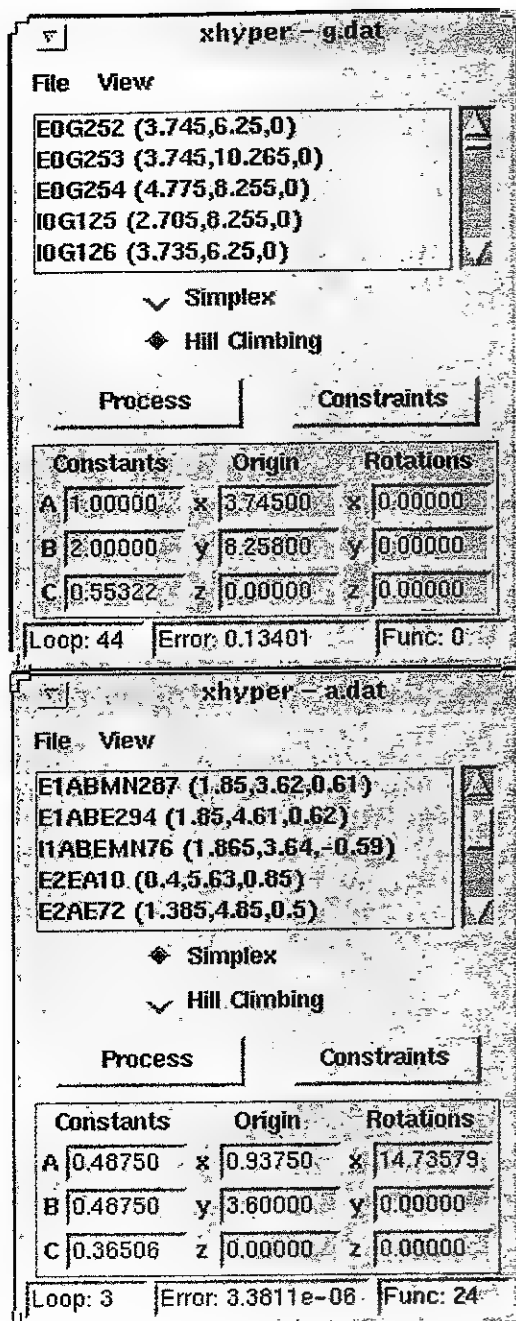 xhyper – g.dat
File View
E0G252 (3.745,6.25,0)
E0G253 (3.745,10.265,0)
E0G254 (4.775,8.255,0)
I0G125 (2.705,8.255,0)
I0G126 (3.735,6.25,0)
Simplex
Hill Climbing
Process Constraints
Constants Origin Rotations
A 1.00000 x 3.74500 x 0.00000
B 2.00000 y 8.25800 y 0.00000
C 0.55322 z 0.00000 z 0.00000
Loop: 44 Error: 0.13401 Func: 0
xhyper – a.dat
File View
E1ABMN287 (1.85,3.62,0.61)
E1ABE294 (1.85,4.61,0.62)
I1ABEMN76 (1.865,3.64,-0.59)
E2EA10 (0.4,5.63,0.85)
E2AE72 (1.385,4.85,0.5)
Simplex
Hill Climbing
Process Constraints
Constants Origin Rotations
A 0.48750 x 0.93750 x 14.73579
B 0.48750 y 3.60000 y 0.00000
C 0.36506 z 0.00000 z 0.00000
Loop: 3 Error: 3.3811e-06 Func: 24